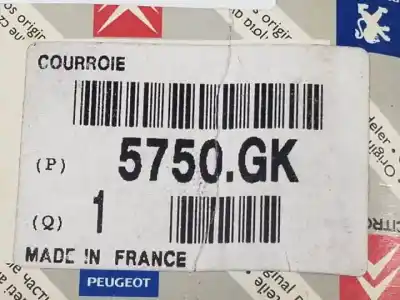 COURROIE
(P) 5750.GK
(Q) 1
MADE IN FRANCE
PEUGEOT